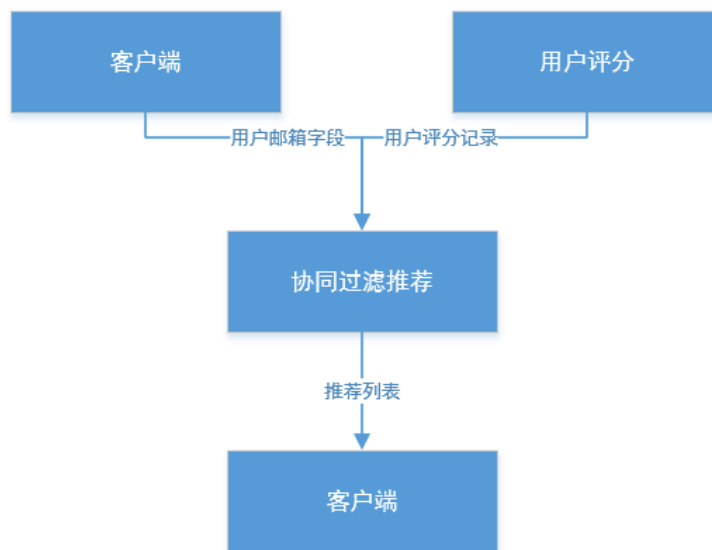 客户端
用户评分
用户邮箱字段
用户评分记录
协同过滤推荐
推荐列表
客户端